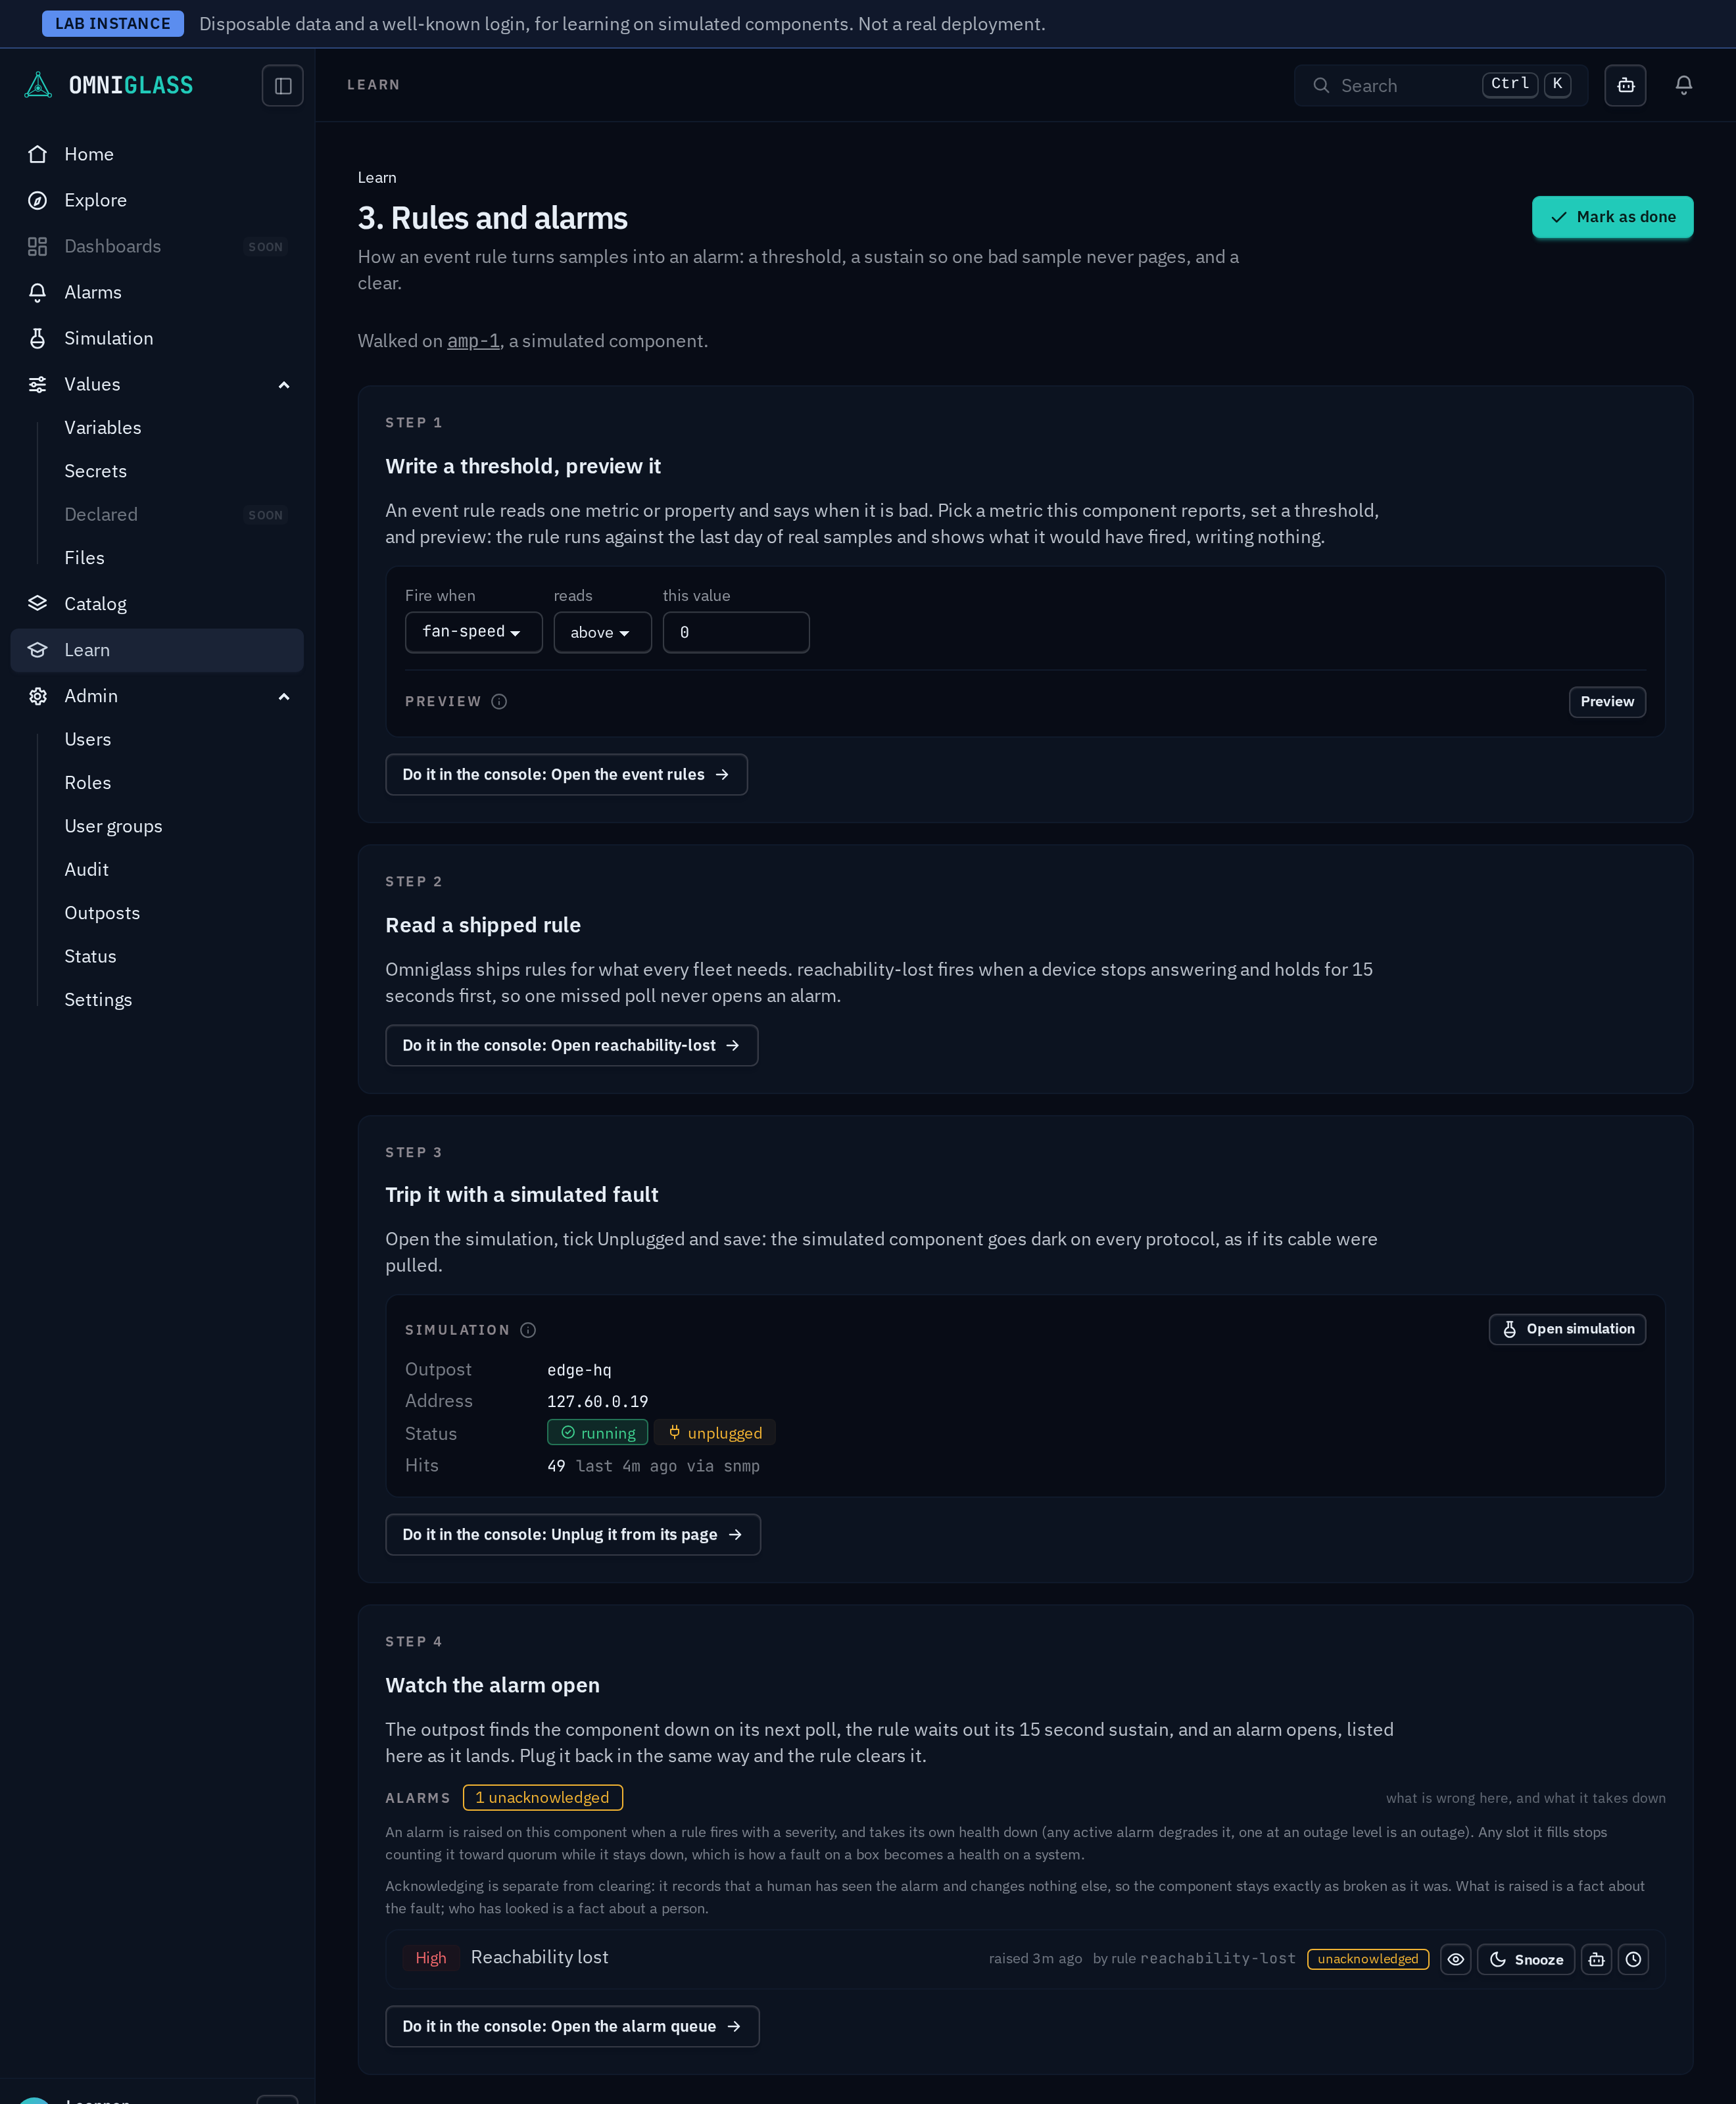 LAB INSTANCE Disposable data and a well-known login, for learning on simulated components. Not a real deployment.
OMNIGLASS
LEARN
Search Ctrl K
Home
Explore
Dashboards SOON
Alarms
Simulation
Values
Variables
Secrets
Declared SOON
Files
Catalog
Learn
Admin
Users
Roles
User groups
Audit
Outposts
Status
Settings
Learn
3. Rules and alarms
Mark as done
How an event rule turns samples into an alarm: a threshold, a sustain so one bad sample never pages, and a
clear.
Walked on amp-1, a simulated component.
STEP 1
Write a threshold, preview it
An event rule reads one metric or property and says when it is bad. Pick a metric this component reports, set a threshold,
and preview: the rule runs against the last day of real samples and shows what it would have fired, writing nothing.
Fire when reads this value
fan-speed above 0
PREVIEW Preview
Do it in the console: Open the event rules →
STEP 2
Read a shipped rule
Omniglass ships rules for what every fleet needs. reachability-lost fires when a device stops answering and holds for 15
seconds first, so one missed poll never opens an alarm.
Do it in the console: Open reachability-lost →
STEP 3
Trip it with a simulated fault
Open the simulation, tick Unplugged and save: the simulated component goes dark on every protocol, as if its cable were
pulled.
SIMULATION Open simulation
Outpost edge-hq
Address 127.60.0.19
Status running unplugged
Hits 49 last 4m ago via snmp
Do it in the console: Unplug it from its page →
STEP 4
Watch the alarm open
The outpost finds the component down on its next poll, the rule waits out its 15 second sustain, and an alarm opens, listed
here as it lands. Plug it back in the same way and the rule clears it.
ALARMS 1 unacknowledged what is wrong here, and what it takes down
An alarm is raised on this component when a rule fires with a severity, and takes its own health down (any active alarm degrades it, one at an outage level is an outage). Any slot it fills stops
counting it toward quorum while it stays down, which is how a fault on a box becomes a health on a system.
Acknowledging is separate from clearing: it records that a human has seen the alarm and changes nothing else, so the component stays exactly as broken as it was. What is raised is a fact about
the fault; who has looked is a fact about a person.
High Reachability lost raised 3m ago by rule reachability-lost unacknowledged Snooze
Do it in the console: Open the alarm queue →